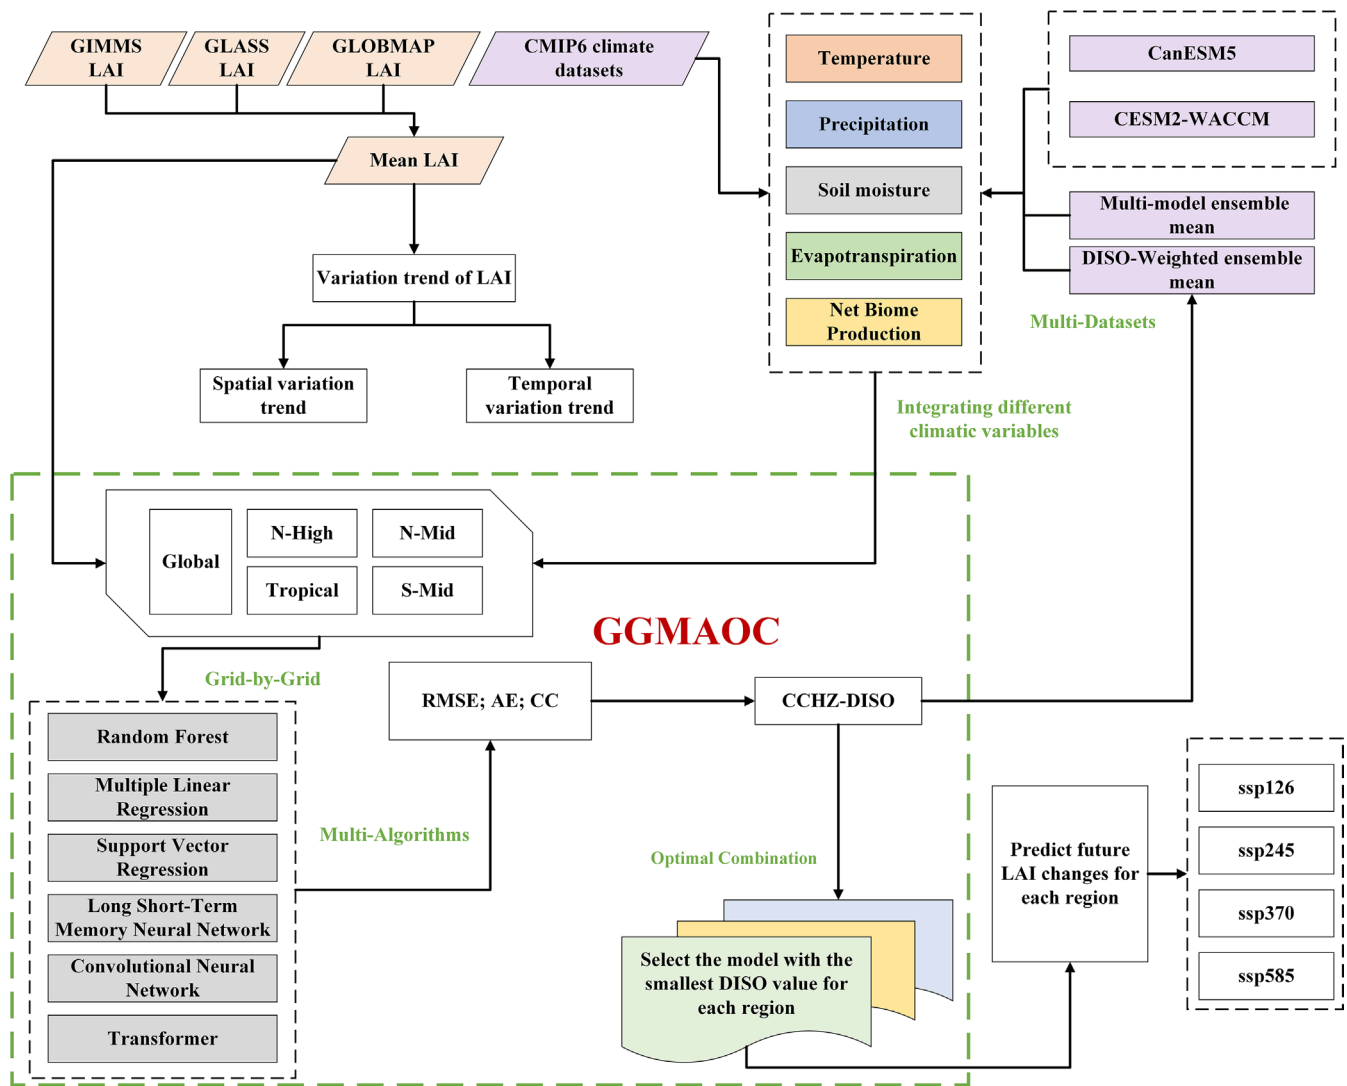 GIMMS
LAI
GLASS
LAI
GLOBMAP
LAI
CMIP6 climate
datasets
Mean LAI
Variation trend of LAI
Spatial variation
trend
Temporal
variation trend
Temperature
Precipitation
Soil moisture
Evapotranspiration
Net Biome
Production
CanESM5
CESM2-WACCM
Multi-model ensemble
mean
DISO-Weighted ensemble
mean
Multi-Datasets
Integrating different
climatic variables
Global
N-High
N-Mid
Tropical
S-Mid
GGMAOC
Grid-by-Grid
Random Forest
Multiple Linear
Regression
Support Vector
Regression
Long Short-Term
Memory Neural Network
Convolutional Neural
Network
Transformer
Multi-Algorithms
RMSE; AE; CC
CCHZ-DISO
Optimal Combination
Select the model with the
smallest DISO value for
each region
Predict future
LAI changes for
each region
ssp126
ssp245
ssp370
ssp585